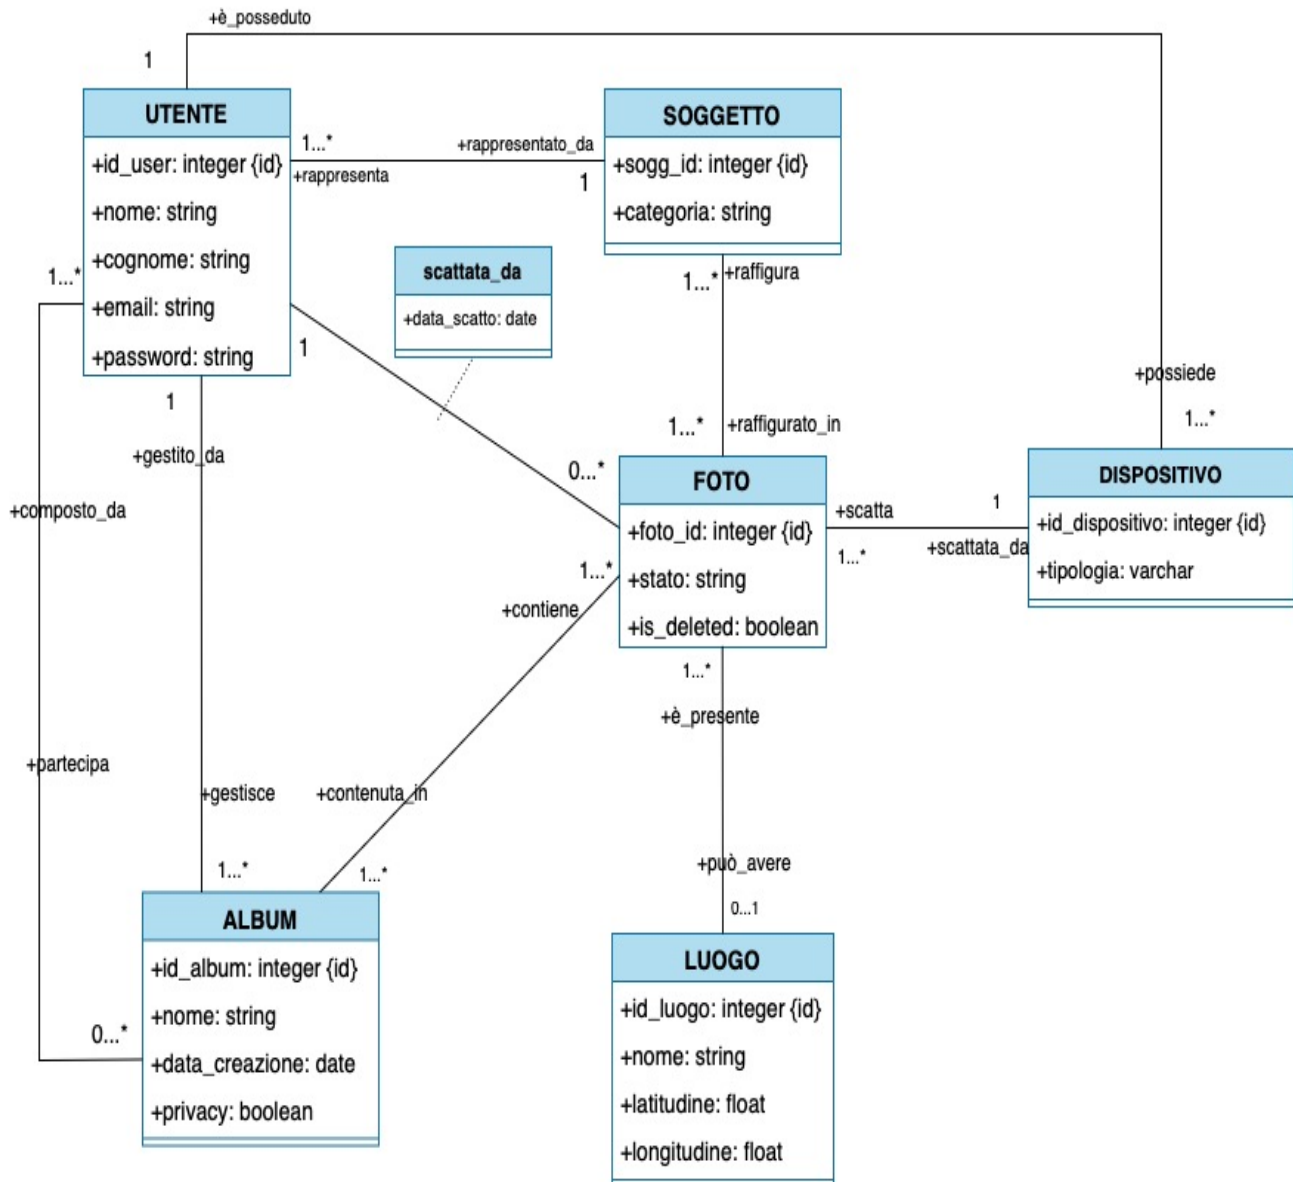 +è_posseduto
1
UTENTE
+id_user: integer {id}
+nome: string
+cognome: string
+email: string
+password: string
SOGGETTO
+sogg_id: integer {id}
+categoria: string
1...*
+rappresenta
+rappresentato_da
1
scattata_da
+data_scatto: date
1...*
1
1
+gestito_da
+composto_da
0...*
1...*
+raffigura
1...*
+raffigurato_in
+possiede
1...*
FOTO
+foto_id: integer {id}
+stato: string
+is_deleted: boolean
+scatta
1...*
1
+scattata_da
DISPOSITIVO
+id_dispositivo: integer {id}
+tipologia: varchar
1...*
+contiene
1...*
+è_presente
+partecipa
+gestisce
+contenuta_in
1...*
1...*
+può_avere
0...1
0...*
ALBUM
+id_album: integer {id}
+nome: string
+data_creazione: date
+privacy: boolean
LUOGO
+id_luogo: integer {id}
+nome: string
+latitudine: float
+longitudine: float